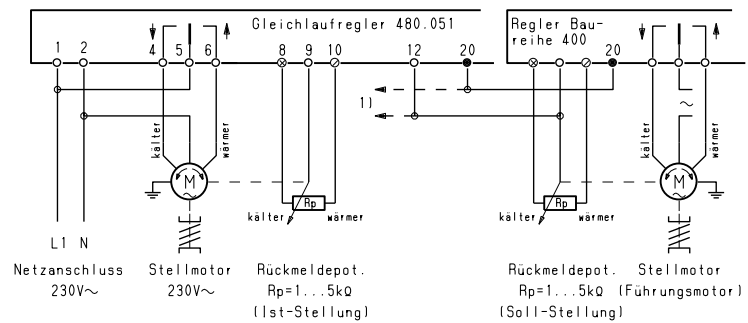 Gleichlaufregler 480.051
Regler Bau-
reihe 400
1 2 4 5 6 8 9 10 12 20 20
1)
~
kälter
wärmer
kälter
wärmer
M
~
M
~
Rp
kälter wärmer
Rp
kälter wärmer
L1 N
Netzanschluss
230V~
Stellmotor
230V~
Rückmeldepot.
Rp=1...5kΩ
(Ist-Stellung)
Rückmeldepot.
Rp=1...5kΩ
(Soll-Stellung)
Stellmotor
(Führungsmotor)